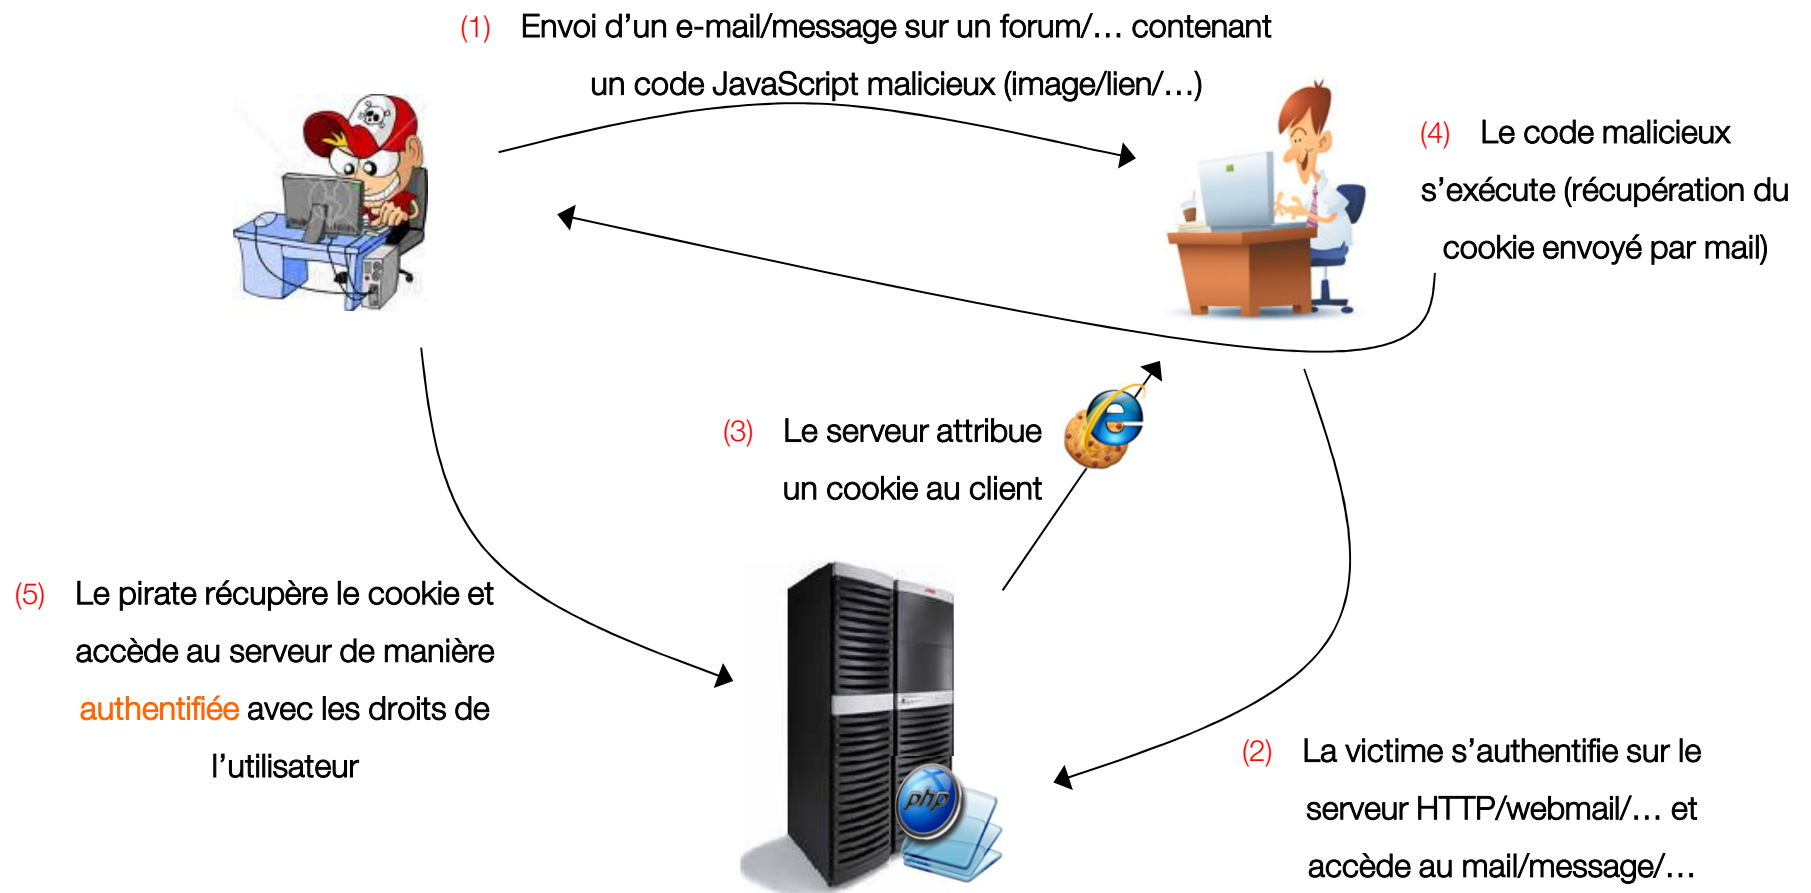 (1) Envoi d’un e-mail/message sur un forum/… contenant
un code JavaScript malicieux (image/lien/…)
(4) Le code malicieux
s’exécute (récupération du
cookie envoyé par mail)
(3) Le serveur attribue
un cookie au client
(5) Le pirate récupère le cookie et
accède au serveur de manière
authentifiée avec les droits de
l’utilisateur
(2) La victime s’authentifie sur le
serveur HTTP/webmail/… et
accède au mail/message/…
php